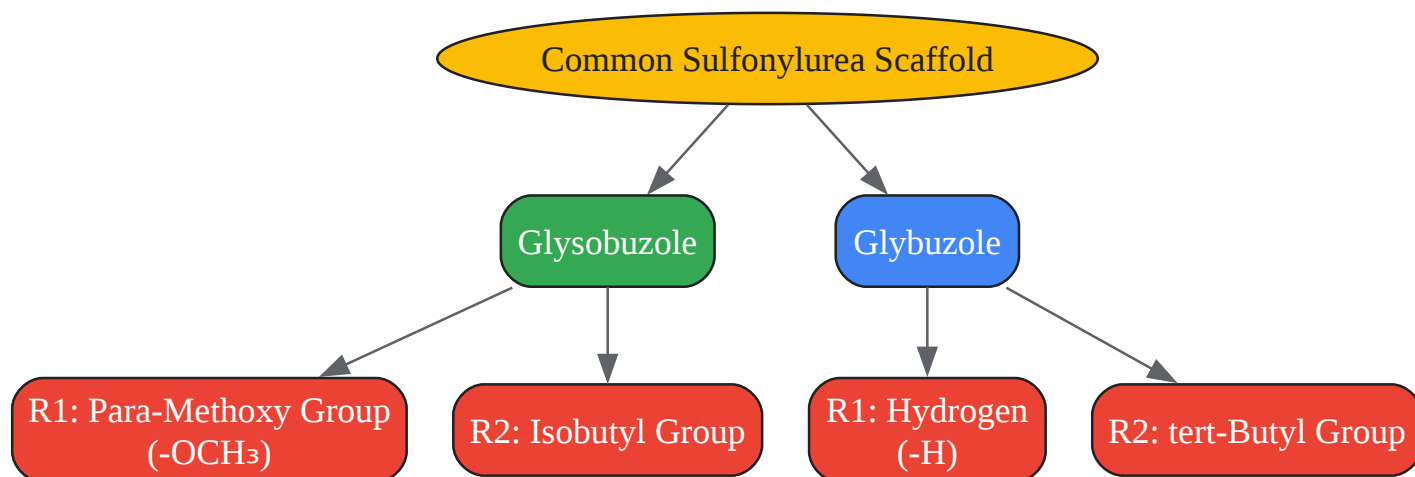 Common Sulfonylurea Scaffold
Glysobuzole
Glybuzole
R1: Para-Methoxy Group
(-OCH₃)
R2: Isobutyl Group
R1: Hydrogen
(-H)
R2: tert-Butyl Group